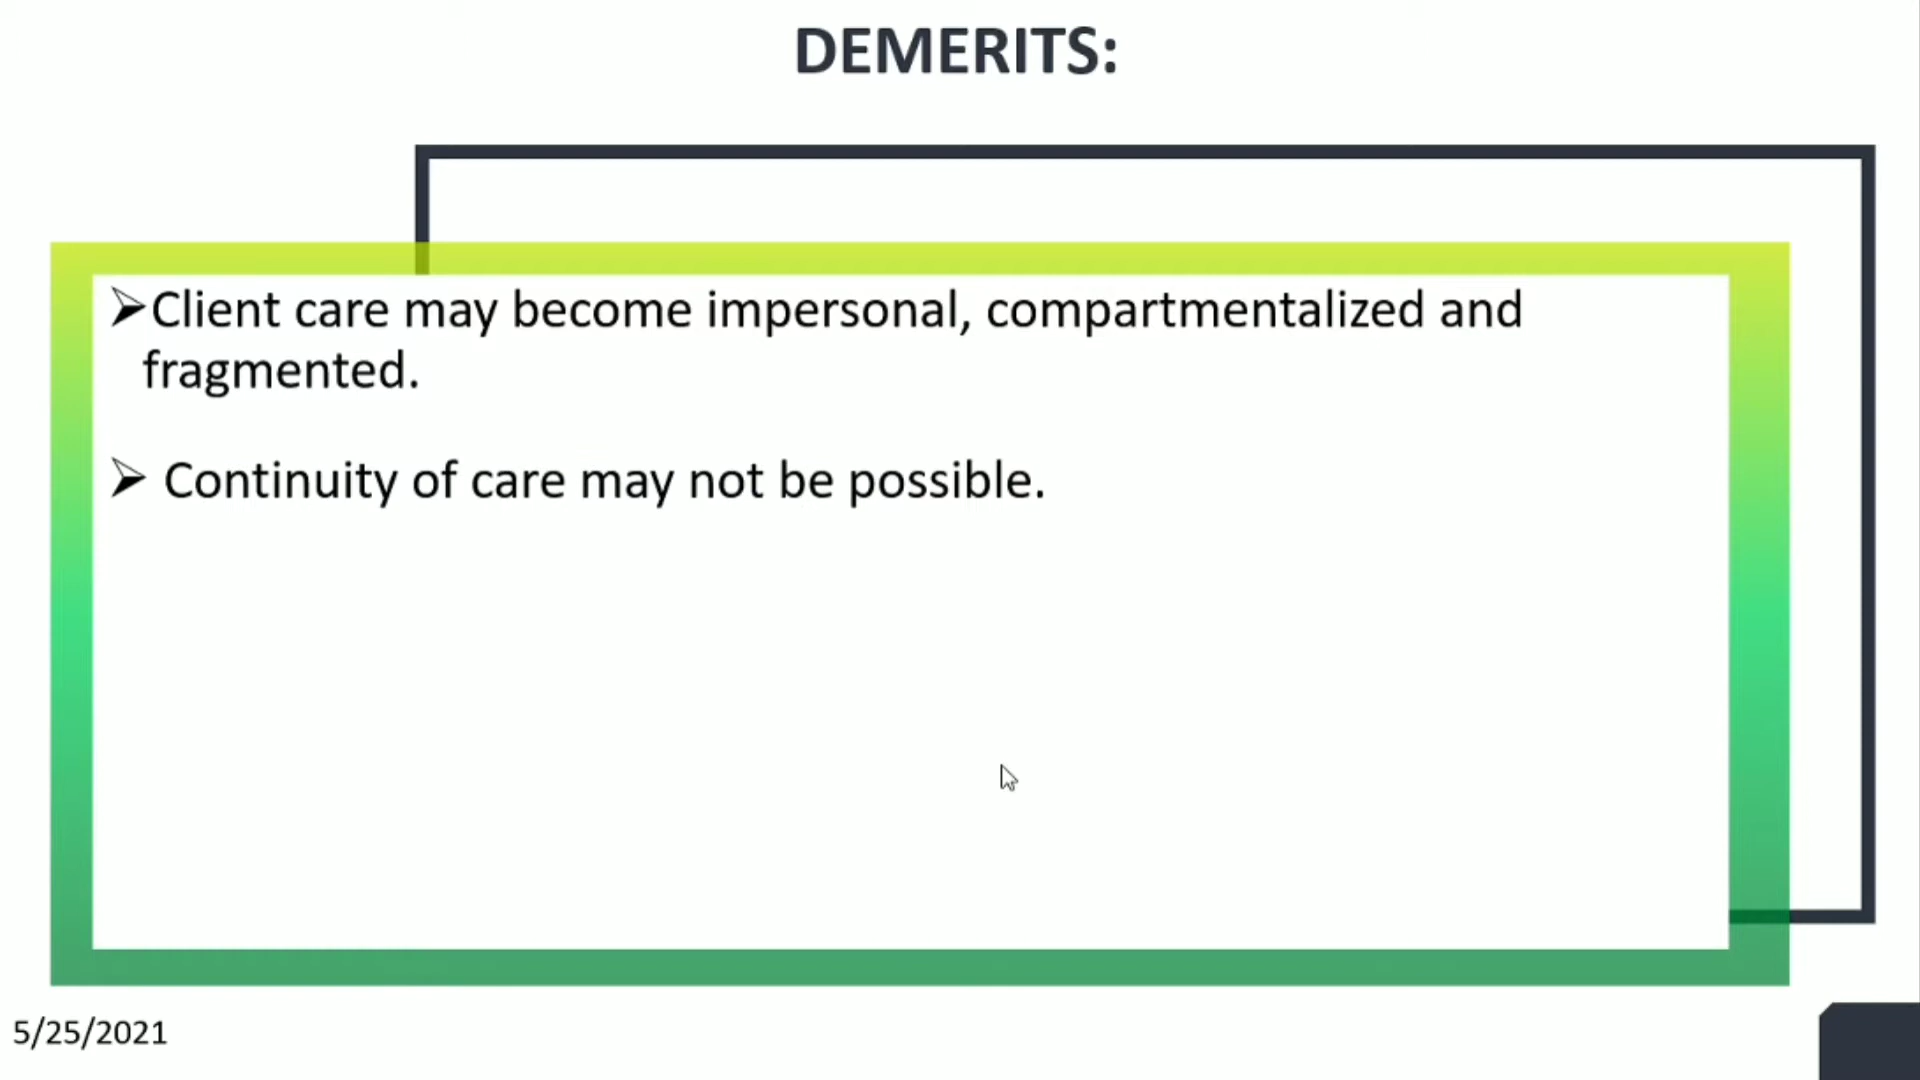 DEMERITS:
➢Client care may become impersonal, compartmentalized and
fragmented.
➢ Continuity of care may not be possible.
5/25/2021